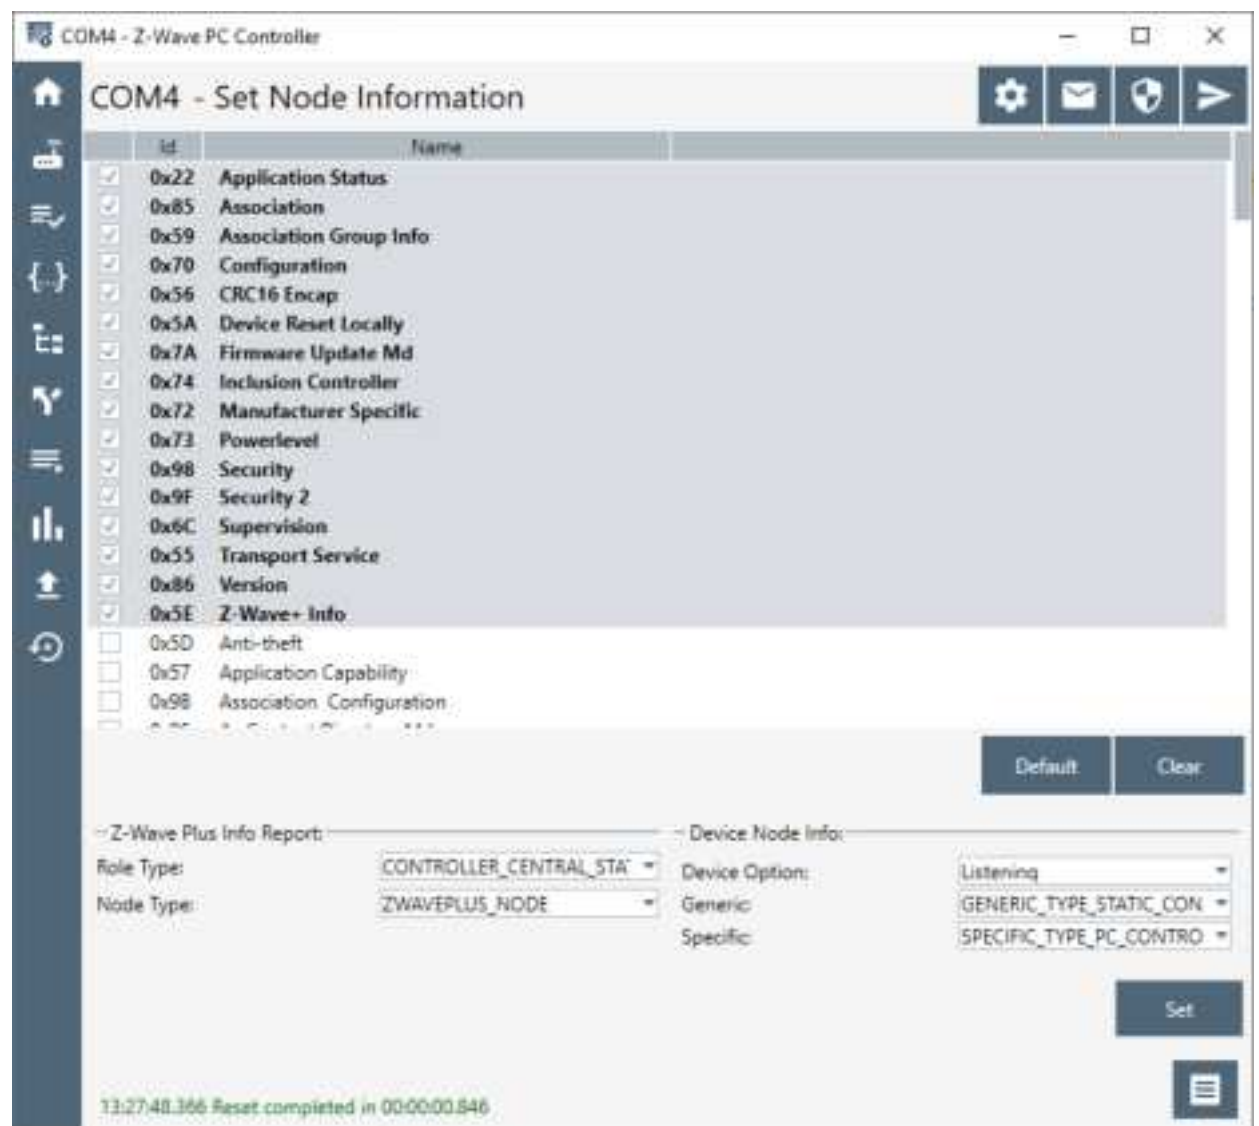 COM4 - Z-Wave PC Controller
COM4 - Set Node Information
Id Name
0x22 Application Status
0x85 Association
0x59 Association Group Info
0x70 Configuration
0x56 CRC16 Encap
0x5A Device Reset Locally
0x7A Firmware Update Md
0x74 Inclusion Controller
0x72 Manufacturer Specific
0x73 Powerlevel
0x98 Security
0x9F Security 2
0x6C Supervision
0x55 Transport Service
0x86 Version
0x5E Z-Wave+ Info
0x5D Anti-theft
0x57 Application Capability
0x9B Association Configuration
Default Clear
Z-Wave Plus Info Report:
Role Type: CONTROLLER_CENTRAL_STAT
Node Type: ZWAVEPLUS_NODE
Device Node Info:
Device Option: Listening
Generic: GENERIC_TYPE_STATIC_CON
Specific: SPECIFIC_TYPE_PC_CONTRO
Set
13:27:48.366 Reset completed in 00:00:00.846